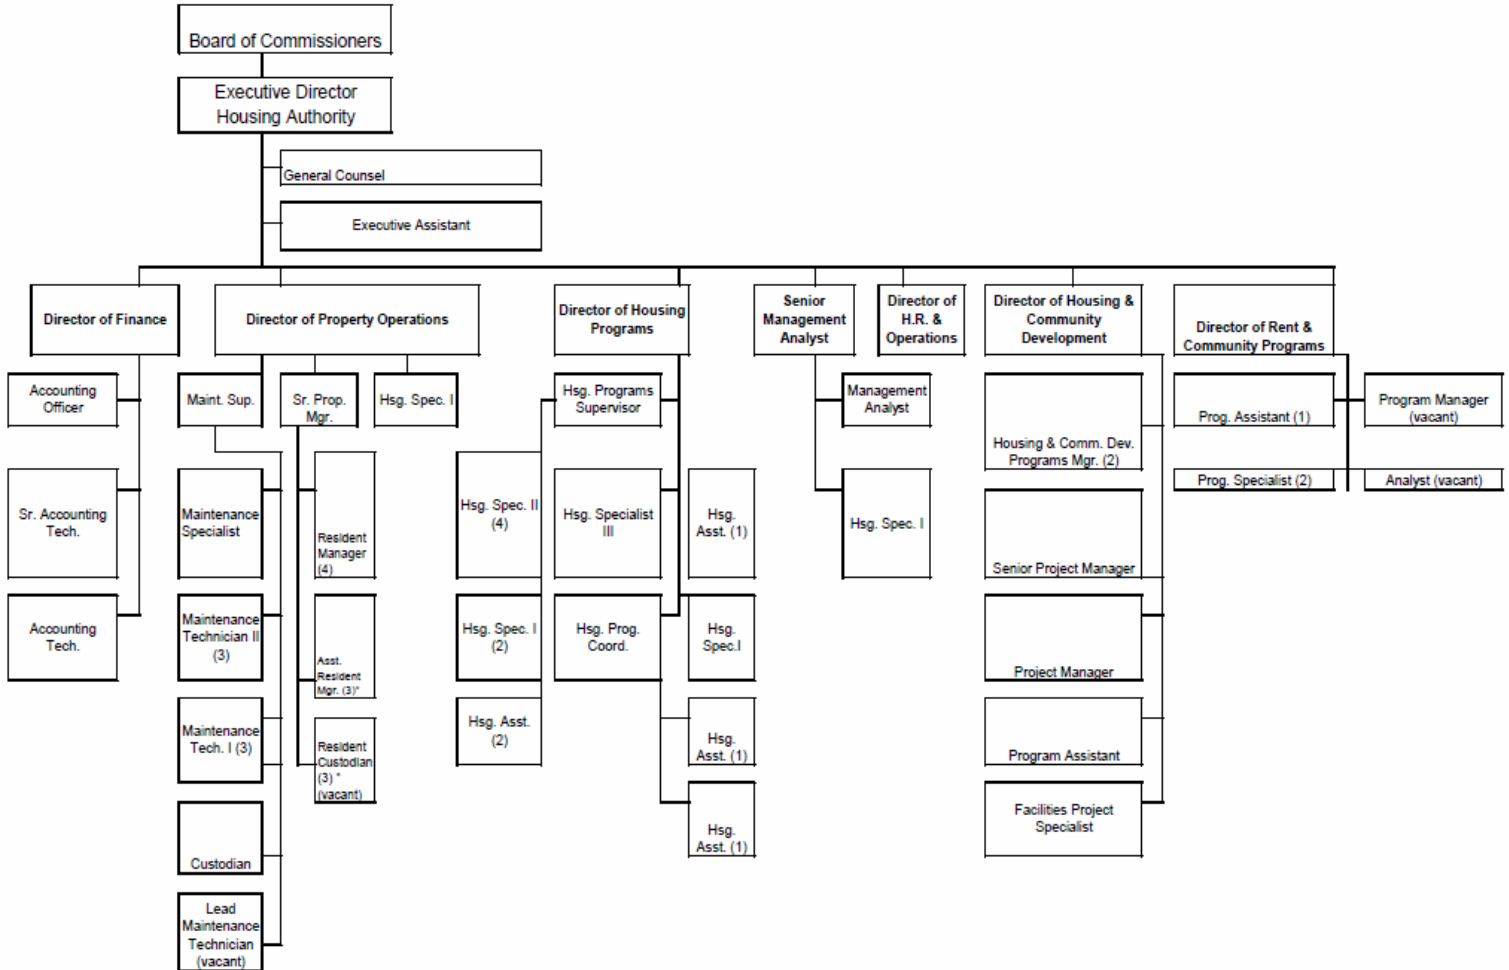 Board of Commissioners
Executive Director
Housing Authority
General Counsel
Executive Assistant
Director of Finance
Director of Property Operations
Director of Housing
Programs
Senior
Management
Analyst
Director of
H.R. &
Operations
Director of Housing &
Community
Development
Director of Rent &
Community Programs
Accounting
Officer
Maint. Sup.
Sr. Prop.
Mgr.
Hsg. Spec. I
Hsg. Programs
Supervisor
Management
Analyst
Housing & Comm. Dev.
Programs Mgr. (2)
Prog. Assistant (1)
Program Manager
(vacant)
Sr. Accounting
Tech.
Maintenance
Specialist
Resident
Manager
(4)
Hsg. Spec. II
(4)
Hsg. Specialist
III
Hsg.
Asst. (1)
Hsg. Spec. I
Senior Project Manager
Prog. Specialist (2)
Analyst (vacant)
Accounting
Tech.
Maintenance
Technician II
(3)
Asst.
Resident
Mgr. (3)*
Hsg. Spec. I
(2)
Hsg. Prog.
Coord.
Hsg.
Spec.I
Project Manager
Maintenance
Tech. I (3)
Resident
Custodian
(3) *
(vacant)
Hsg. Asst.
(2)
Hsg.
Asst. (1)
Program Assistant
Custodian
Hsg.
Asst. (1)
Facilities Project
Specialist
Lead
Maintenance
Technician
(vacant)